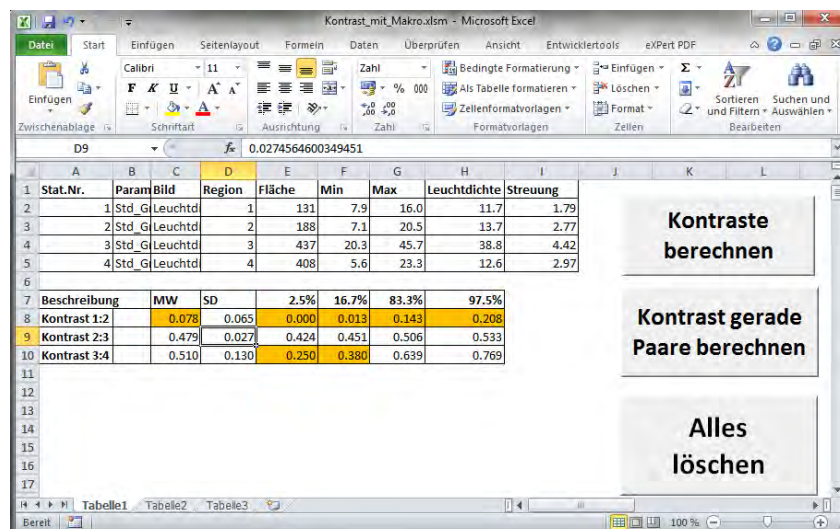 Kontrast_mit_Makro.xlsm - Microsoft Excel
Datei Start Einfügen Seitenlayout Formeln Daten Überprüfen Ansicht Entwicklertools eXPert PDF
Einfügen
Calibri 11
F K U
Zahl
% 000
Bedingte Formatierung
Als Tabelle formatieren
Zellenformatvorlagen
Einfügen
Löschen
Format
Σ
Sortieren und Filtern
Suchen und Auswählen
Zwischenablage Schriftart Ausrichtung Zahl Formatvorlagen Zellen Bearbeiten
D9 fx 0.0274564600349451
A B C D E F G H I J K L
1 Stat.Nr. Param Bild Region Fläche Min Max Leuchtdichte Streuung
2 1 Std_G Leuchtdi 1 131 7.9 16.0 11.7 1.79
3 2 Std_G Leuchtdi 2 188 7.1 20.5 13.7 2.77
4 3 Std_G Leuchtdi 3 437 20.3 45.7 38.8 4.42
5 4 Std_G Leuchtdi 4 408 5.6 23.3 12.6 2.97
6
7 Beschreibung MW SD 2.5% 16.7% 83.3% 97.5%
8 Kontrast 1:2 0.078 0.065 0.000 0.013 0.143 0.208
9 Kontrast 2:3 0.479 0.027 0.424 0.451 0.506 0.533
10 Kontrast 3:4 0.510 0.130 0.250 0.380 0.639 0.769
11
12
13
14
15
16
17
Kontraste
berechnen
Kontrast gerade
Paare berechnen
Alles
löschen
Tabelle1 Tabelle2 Tabelle3
Bereit 100 %